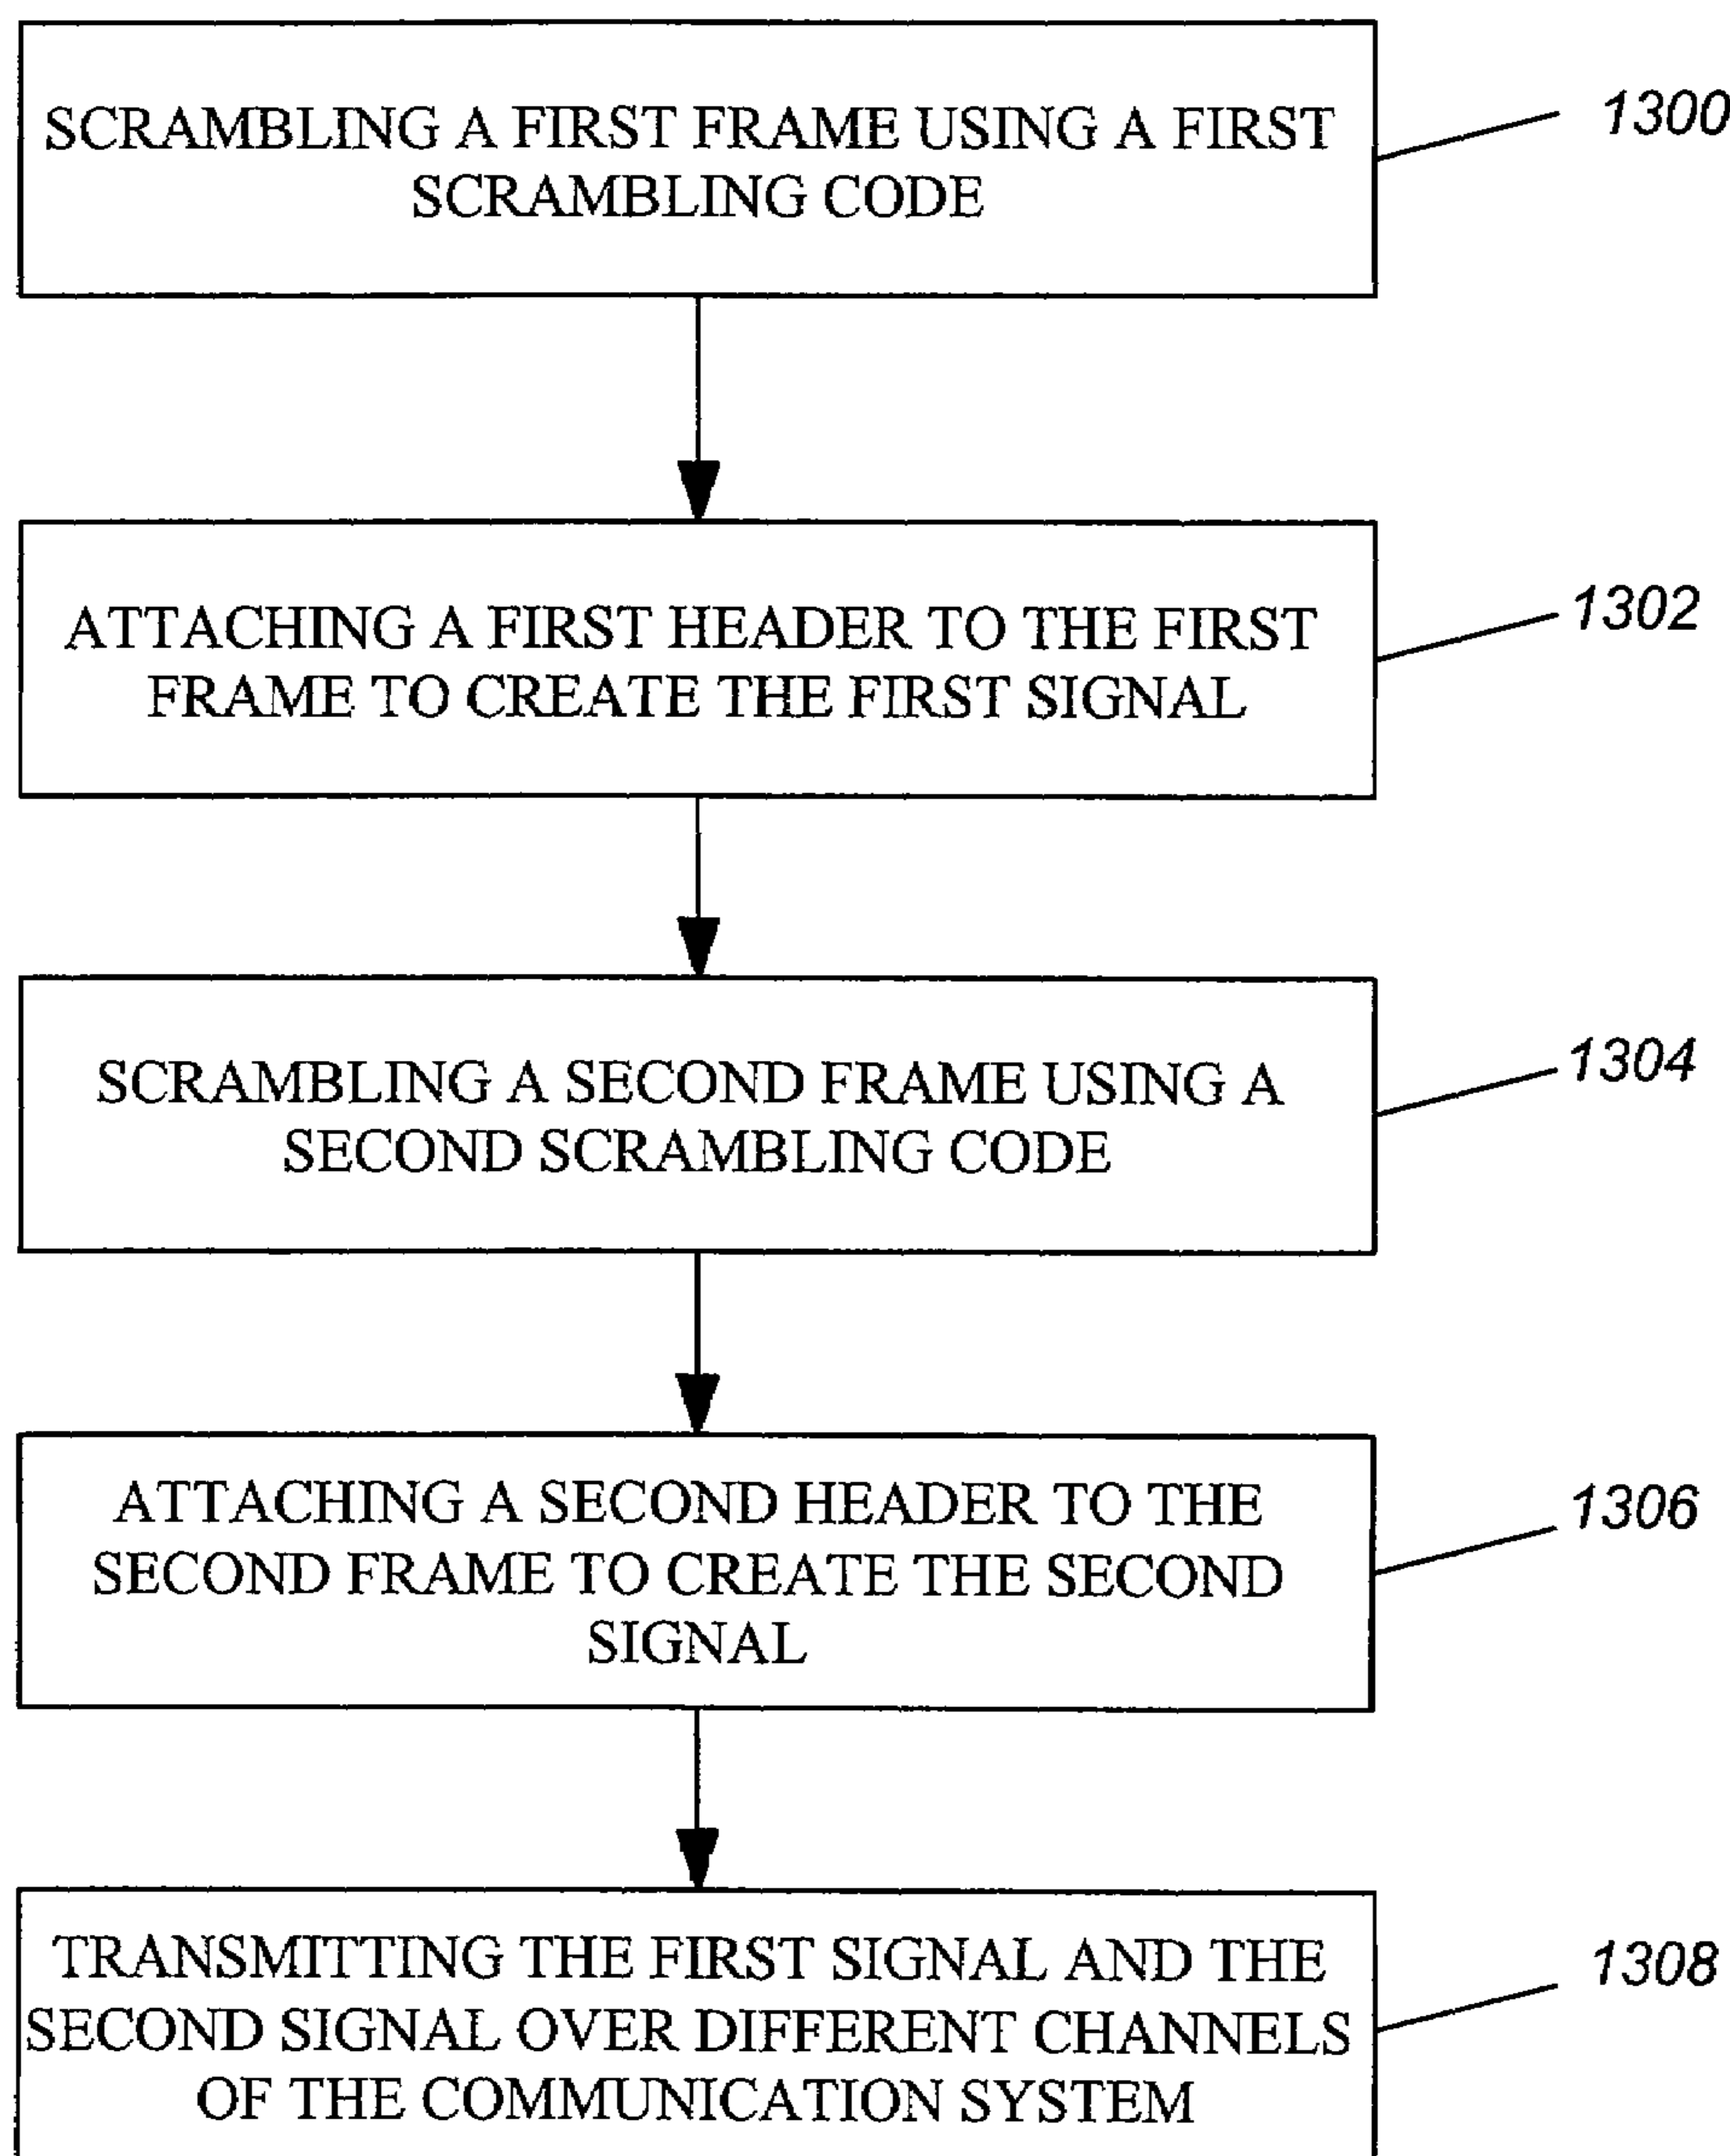 SCRAMBLING A FIRST FRAME USING A FIRST
SCRAMBLING CODE
1300
ATTACHING A FIRST HEADER TO THE FIRST
FRAME TO CREATE THE FIRST SIGNAL
1302
SCRAMBLING A SECOND FRAME USING A
SECOND SCRAMBLING CODE
1304
ATTACHING A SECOND HEADER TO THE
SECOND FRAME TO CREATE THE SECOND
SIGNAL
1306
TRANSMITTING THE FIRST SIGNAL AND THE
SECOND SIGNAL OVER DIFFERENT CHANNELS
OF THE COMMUNICATION SYSTEM
1308